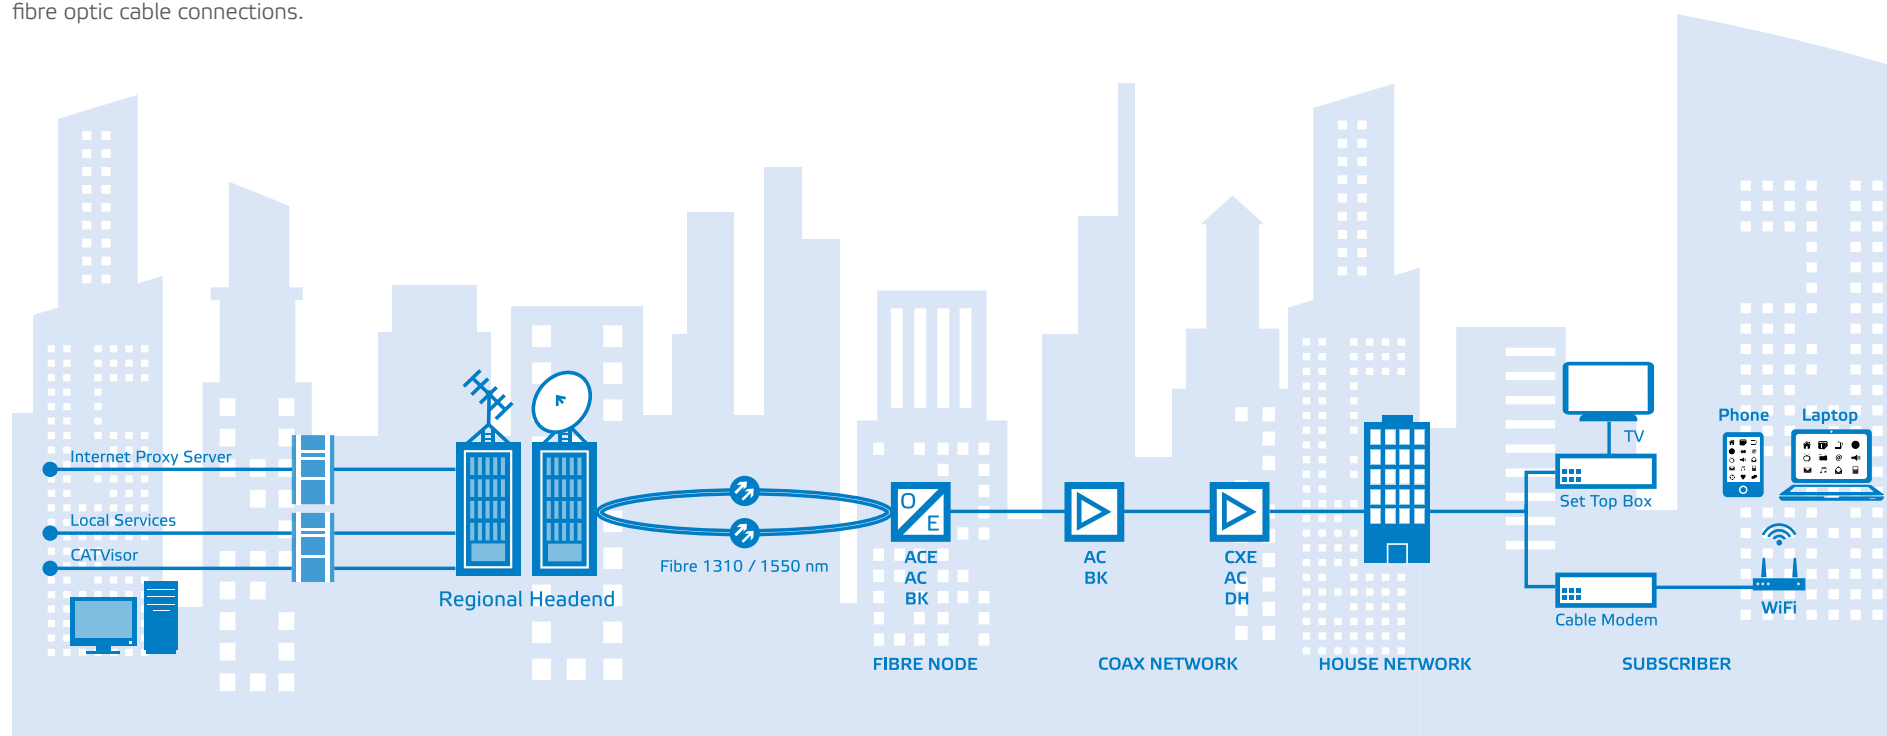 fibre optic cable connections.
Internet Proxy Server
Local Services
CATVisor
Regional Headend
Fibre 1310 / 1550 nm
O
E
ACE
AC
BK
FIBRE NODE
AC
BK
COAX NETWORK
CXE
AC
DH
HOUSE NETWORK
TV
Set Top Box
Cable Modem
SUBSCRIBER
Phone
Laptop
WiFi